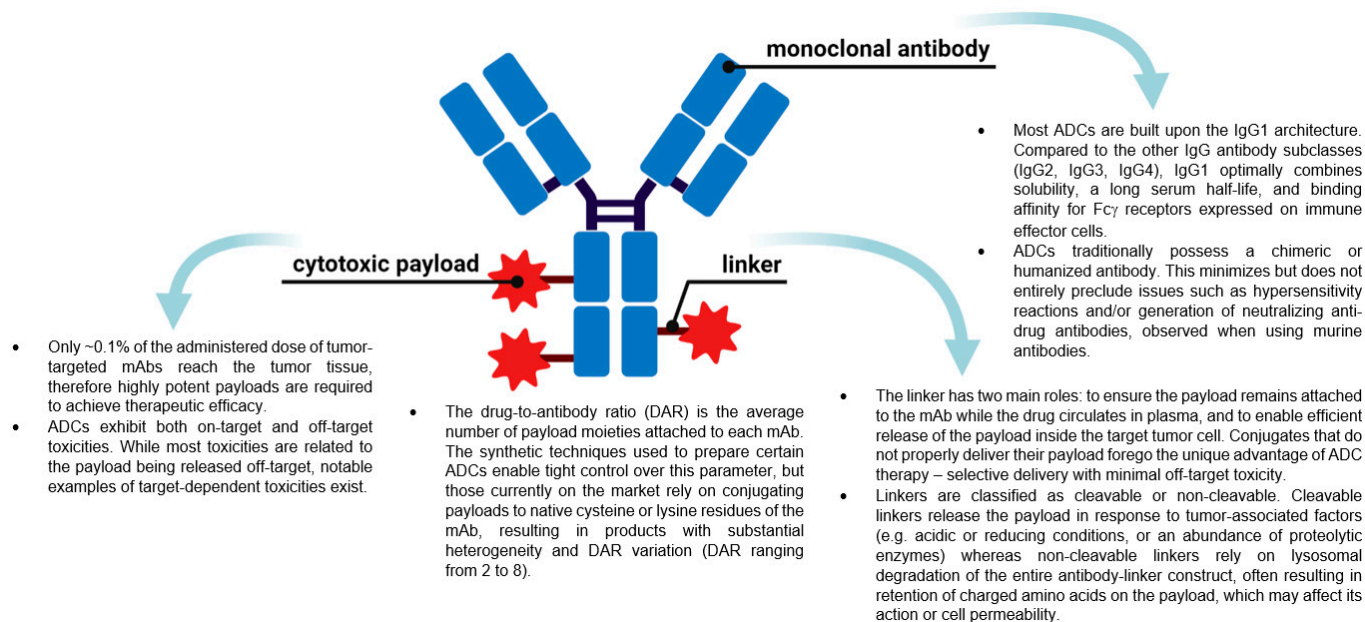 monoclonal antibody
cytotoxic payload
linker
• Most ADCs are built upon the IgG1 architecture.
Compared to the other IgG antibody subclasses
(IgG2, IgG3, IgG4), IgG1 optimally combines
solubility, a long serum half-life, and binding
affinity for Fcγ receptors expressed on immune
effector cells.
• ADCs traditionally possess a chimeric or
humanized antibody. This minimizes but does not
entirely preclude issues such as hypersensitivity
reactions and/or generation of neutralizing anti-
drug antibodies, observed when using murine
antibodies.
• Only ~0.1% of the administered dose of tumor-
targeted mAbs reach the tumor tissue,
therefore highly potent payloads are required
to achieve therapeutic efficacy.
• ADCs exhibit both on-target and off-target
toxicities. While most toxicities are related to
the payload being released off-target, notable
examples of target-dependent toxicities exist.
• The drug-to-antibody ratio (DAR) is the average
number of payload moieties attached to each mAb.
The synthetic techniques used to prepare certain
ADCs enable tight control over this parameter, but
those currently on the market rely on conjugating
payloads to native cysteine or lysine residues of the
mAb, resulting in products with substantial
heterogeneity and DAR variation (DAR ranging
from 2 to 8).
• The linker has two main roles: to ensure the payload remains attached
to the mAb while the drug circulates in plasma, and to enable efficient
release of the payload inside the target tumor cell. Conjugates that do
not properly deliver their payload forego the unique advantage of ADC
therapy – selective delivery with minimal off-target toxicity.
• Linkers are classified as cleavable or non-cleavable. Cleavable
linkers release the payload in response to tumor-associated factors
(e.g. acidic or reducing conditions, or an abundance of proteolytic
enzymes) whereas non-cleavable linkers rely on lysosomal
degradation of the entire antibody-linker construct, often resulting in
retention of charged amino acids on the payload, which may affect its
action or cell permeability.